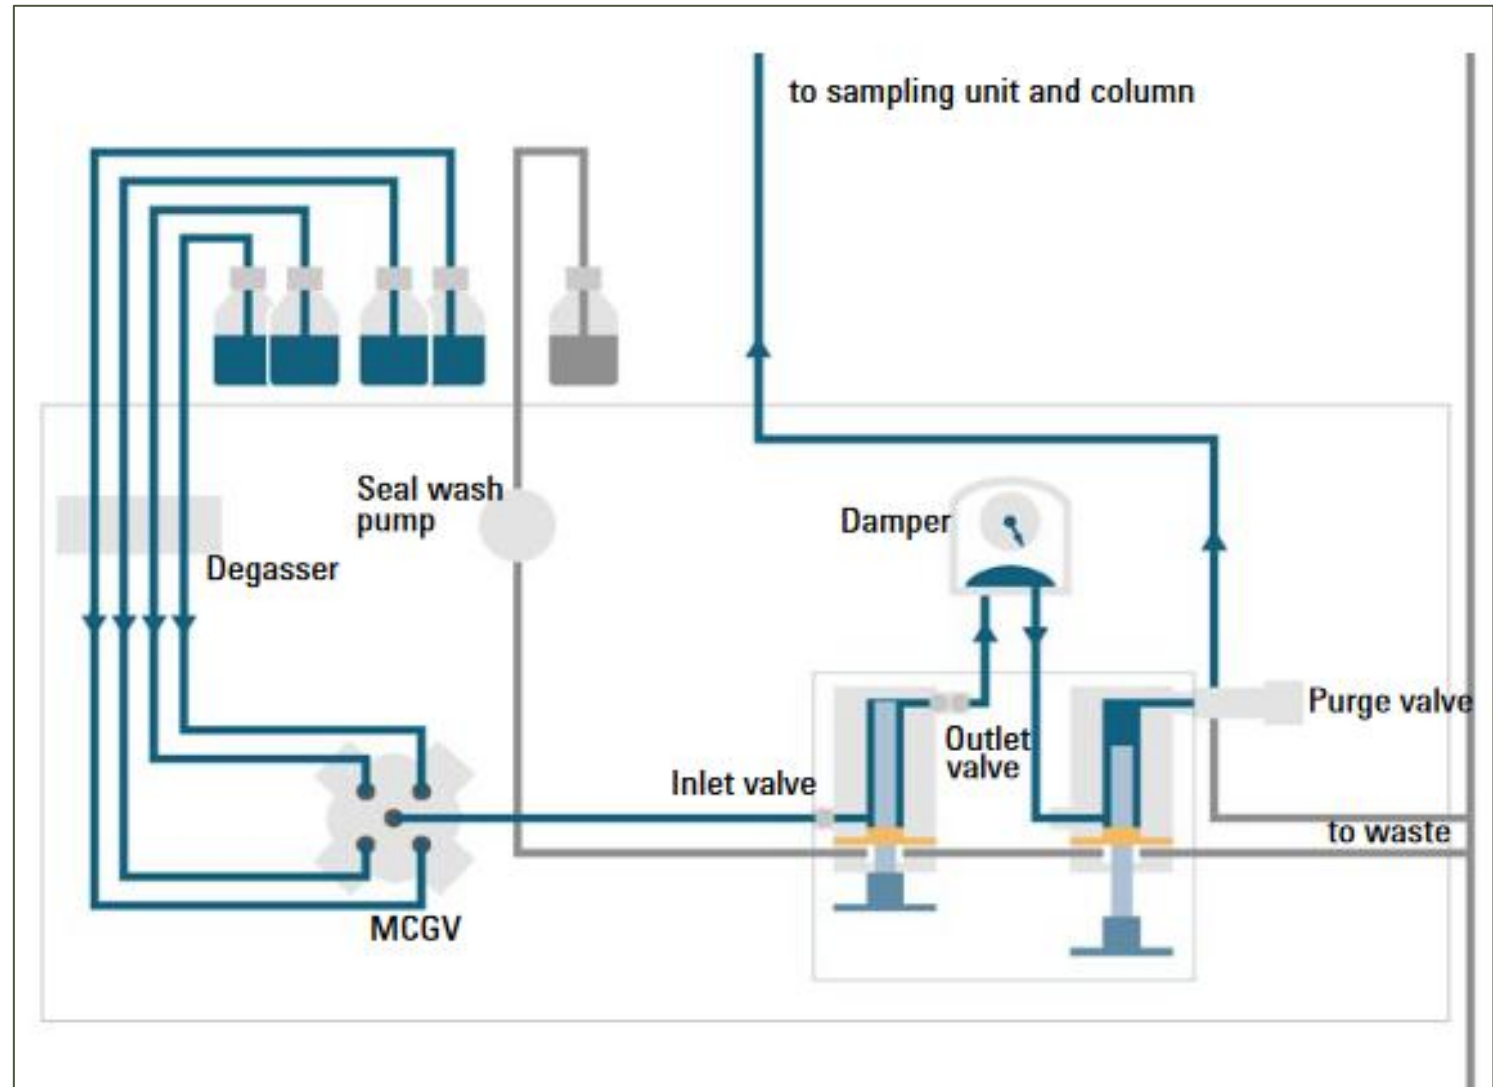 to sampling unit and column
Seal wash
pump
Damper
Degasser
Purge valve
Outlet
valve
Inlet valve
to waste
MCGV